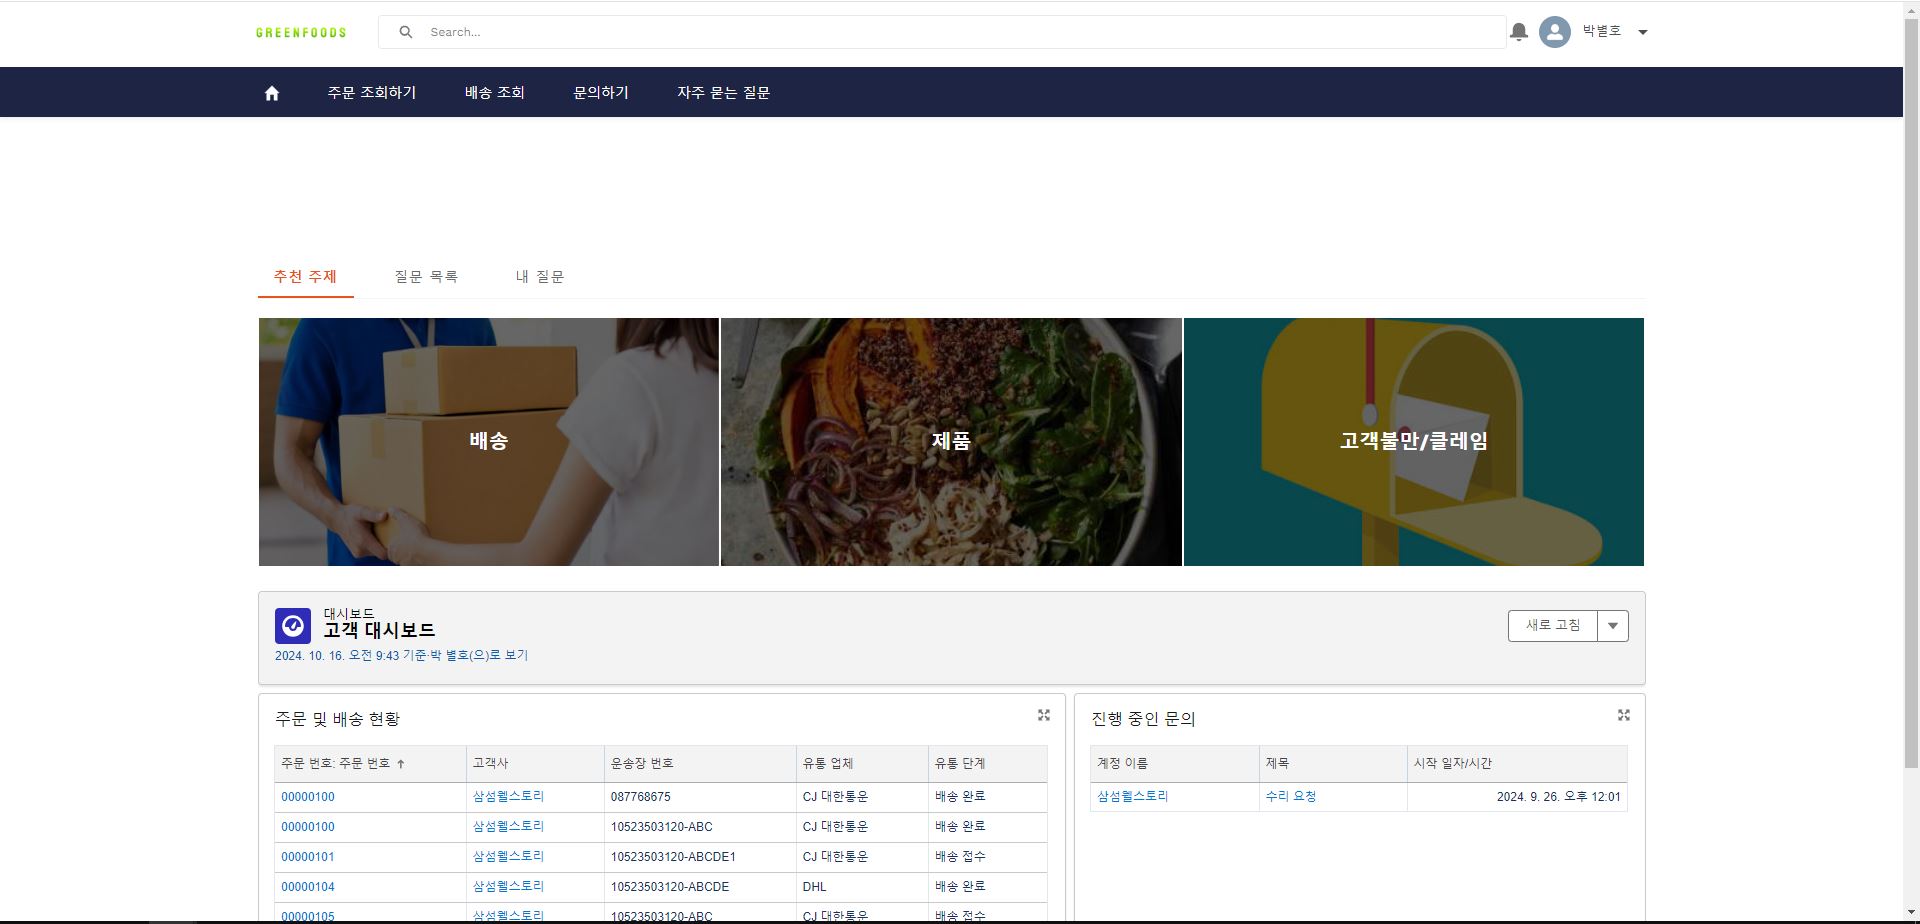 GREENFOODS
Search...
박별호
주문 조회하기 배송 조회 문의하기 자주 묻는 질문
추천 주제 질문 목록 내 질문
배송 제품 고객불만/클레임
대시보드
고객 대시보드
2024. 10. 16. 오전 9:43 기준·박 별호(으)로 보기
새로 고침
주문 및 배송 현황
주문 번호: 주문 번호 ↑ 고객사 운송장 번호 유통 업체 유통 단계
00000100 삼섬웰스토리 087768675 CJ 대한통운 배송 완료
00000100 삼섬웰스토리 10523503120-ABC CJ 대한통운 배송 완료
00000101 삼섬웰스토리 10523503120-ABCDE1 CJ 대한통운 배송 접수
00000104 삼섬웰스토리 10523503120-ABCDE DHL 배송 완료
00000105 삼섬웰스토리 10523503120-ABC CJ 대한통운 배송 접수
진행 중인 문의
계정 이름 제목 시작 일자/시간
삼섬웰스토리 수리 요청 2024. 9. 26. 오후 12:01